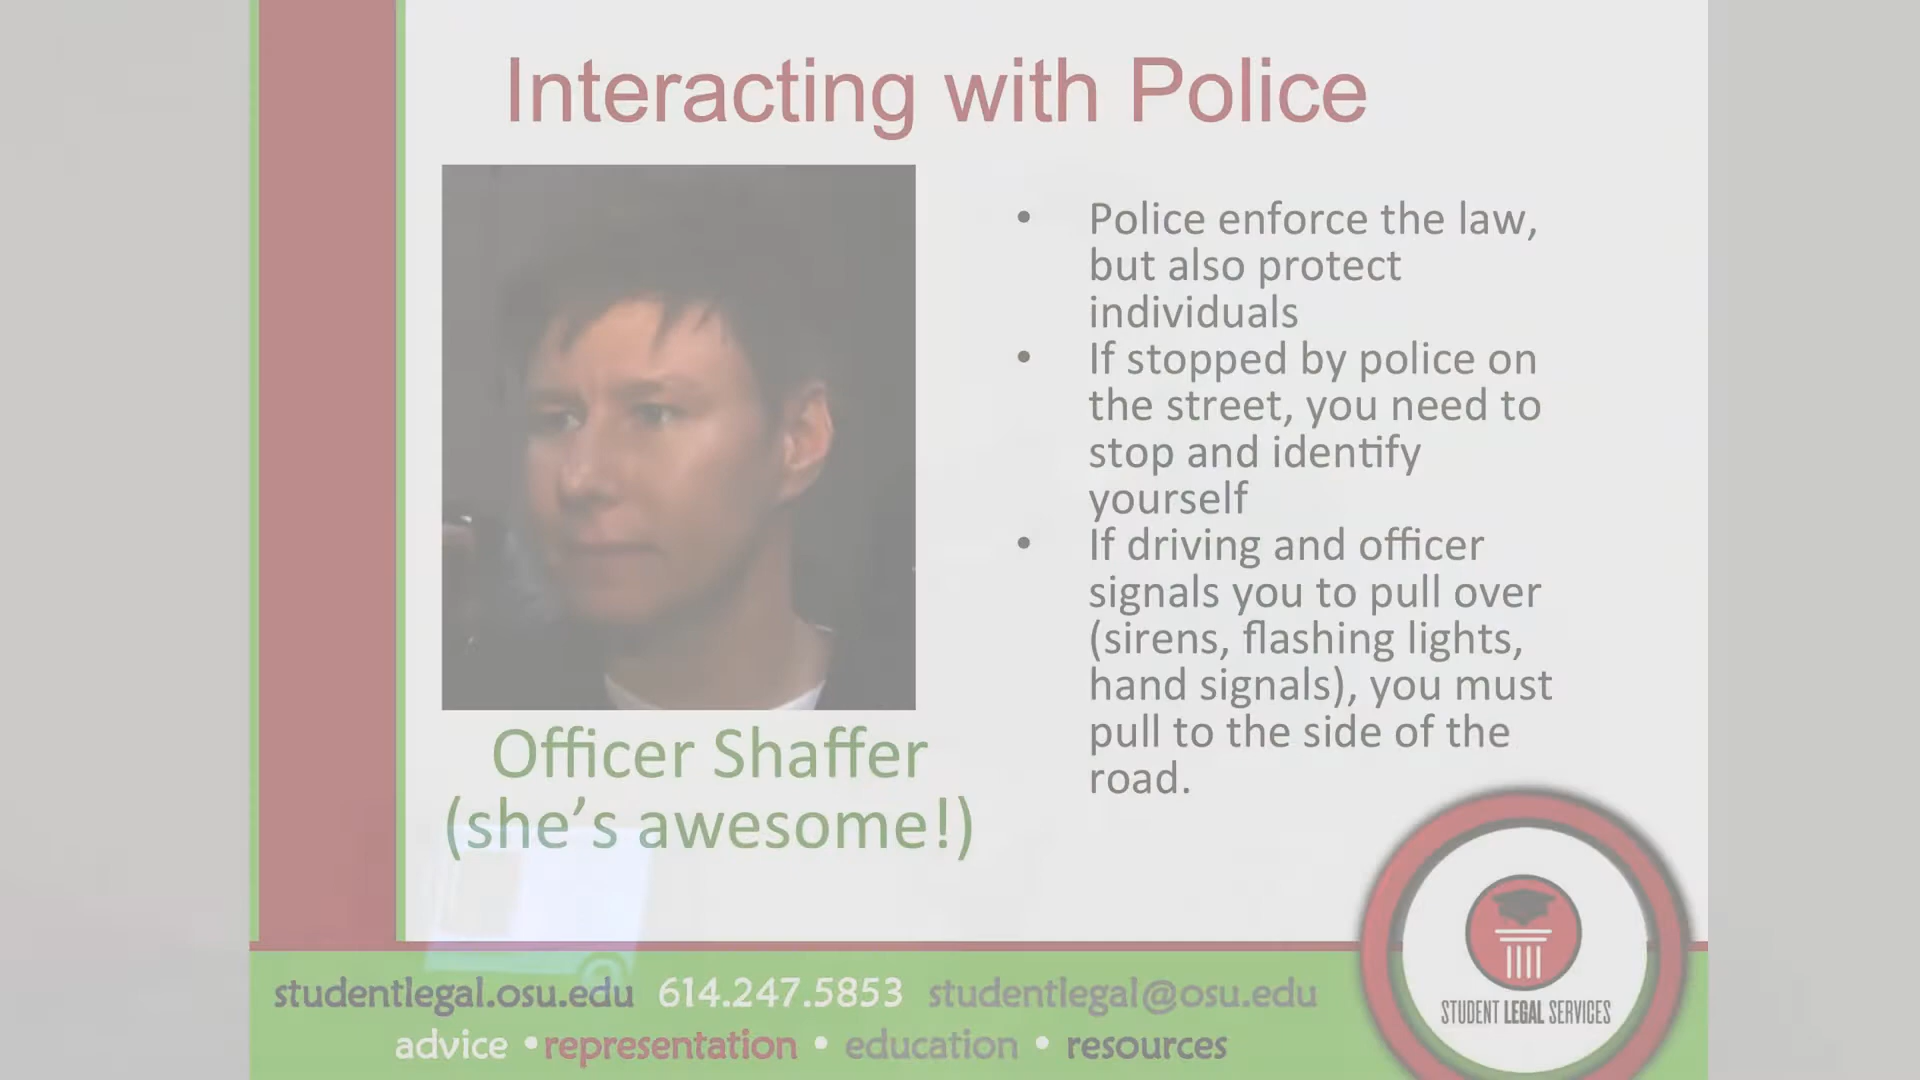 Interacting with Police
Officer Shaffer
(she's awesome!)
• Police enforce the law,
but also protect
individuals
• If stopped by police on
the street, you need to
stop and identify
yourself
• If driving and officer
signals you to pull over
(sirens, flashing lights,
hand signals), you must
pull to the side of the
road.
studentlegal.osu.edu 614.247.5853 studentlegal@osu.edu
advice • representation • education • resources
STUDENT LEGAL SERVICES